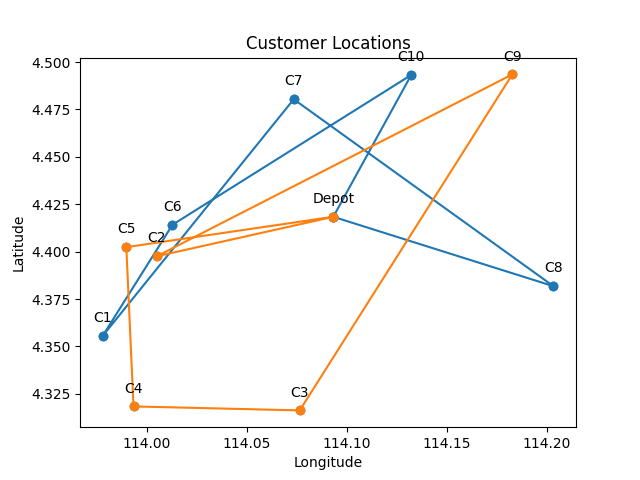 Customer Locations
4.500
4.475
4.450
4.425
4.400
4.375
4.350
4.325
Latitude
C10
C9
C7
Depot
C6
C5
C2
C8
C1
C4
C3
114.00
114.05
114.10
114.15
114.20
Longitude